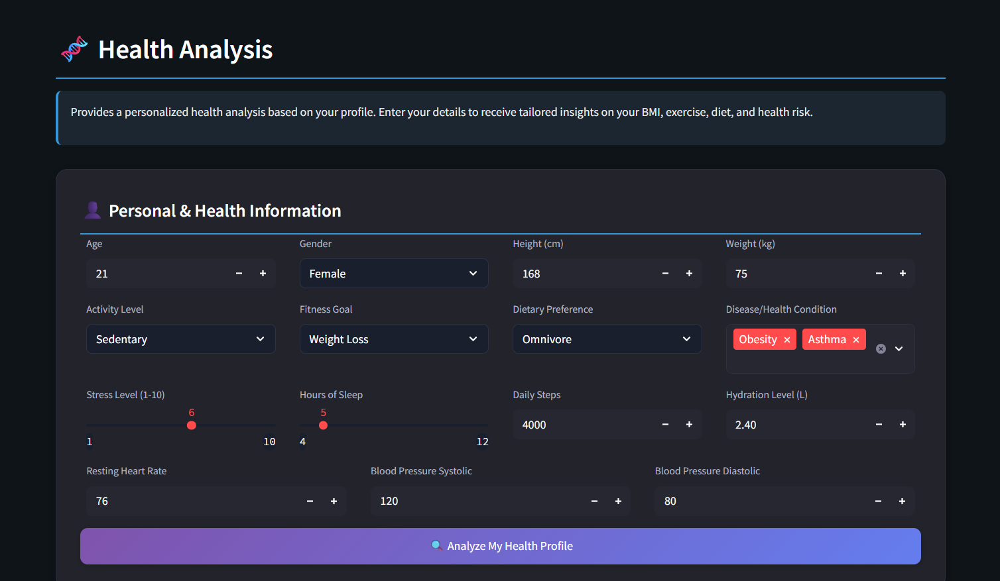 Health Analysis
Provides a personalized health analysis based on your profile. Enter your details to receive tailored insights on your BMI, exercise, diet, and health risk.
Personal & Health Information
Age Gender Height (cm) Weight (kg)
21 Female 168 75
Activity Level Fitness Goal Dietary Preference Disease/Health Condition
Sedentary Weight Loss Omnivore Obesity Asthma
Stress Level (1-10) Hours of Sleep Daily Steps Hydration Level (L)
6 5
4000 2.40
1 10 4 12
Resting Heart Rate Blood Pressure Systolic Blood Pressure Diastolic
76 120 80
Analyze My Health Profile